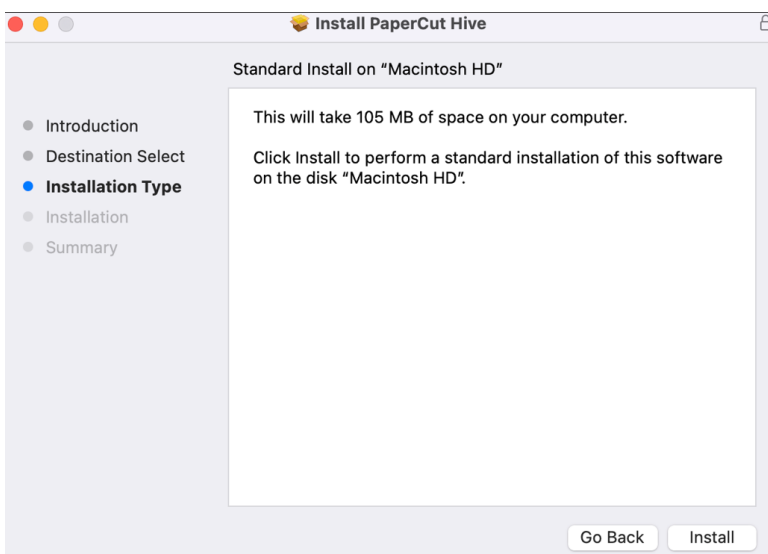 Install PaperCut Hive
Standard Install on “Macintosh HD”
Introduction
Destination Select
Installation Type
Installation
Summary
This will take 105 MB of space on your computer.
Click Install to perform a standard installation of this software
on the disk “Macintosh HD”.
Go Back
Install